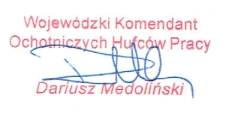 Wojewódzki Komendant
Ochotniczych Hufców Pracy
Dariusz Medoliński